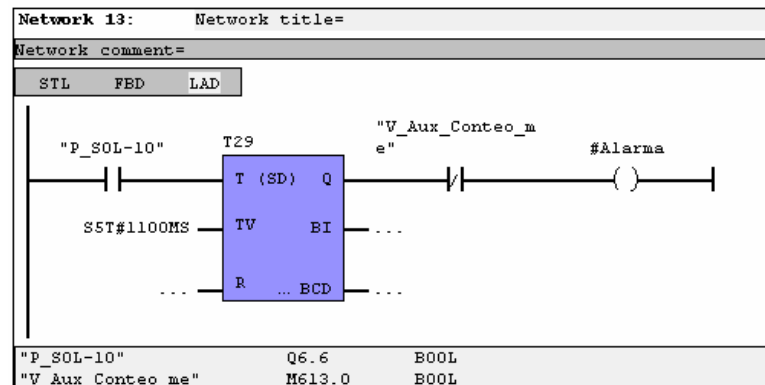 Network 13: Network title=
Network comment=
STL FBD LAD
"V_Aux_Conteo_m
"P_SOL-10" T29 e" #Alarma
T (SD) Q
S5T#1100MS TV BI ...
... R ... BCD ...
"P_SOL-10" Q6.6 BOOL
"V_Aux_Conteo_me" M613.0 BOOL